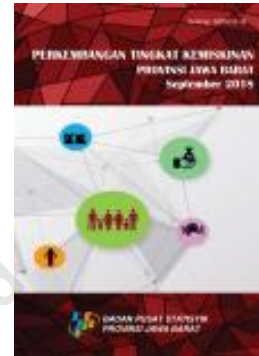 PERKEMBANGAN TINGKAT KEMISKINAN
PROVINSI JAWA BARAT
September 2018
BADAN PUSAT STATISTIK
PROVINSI JAWA BARAT